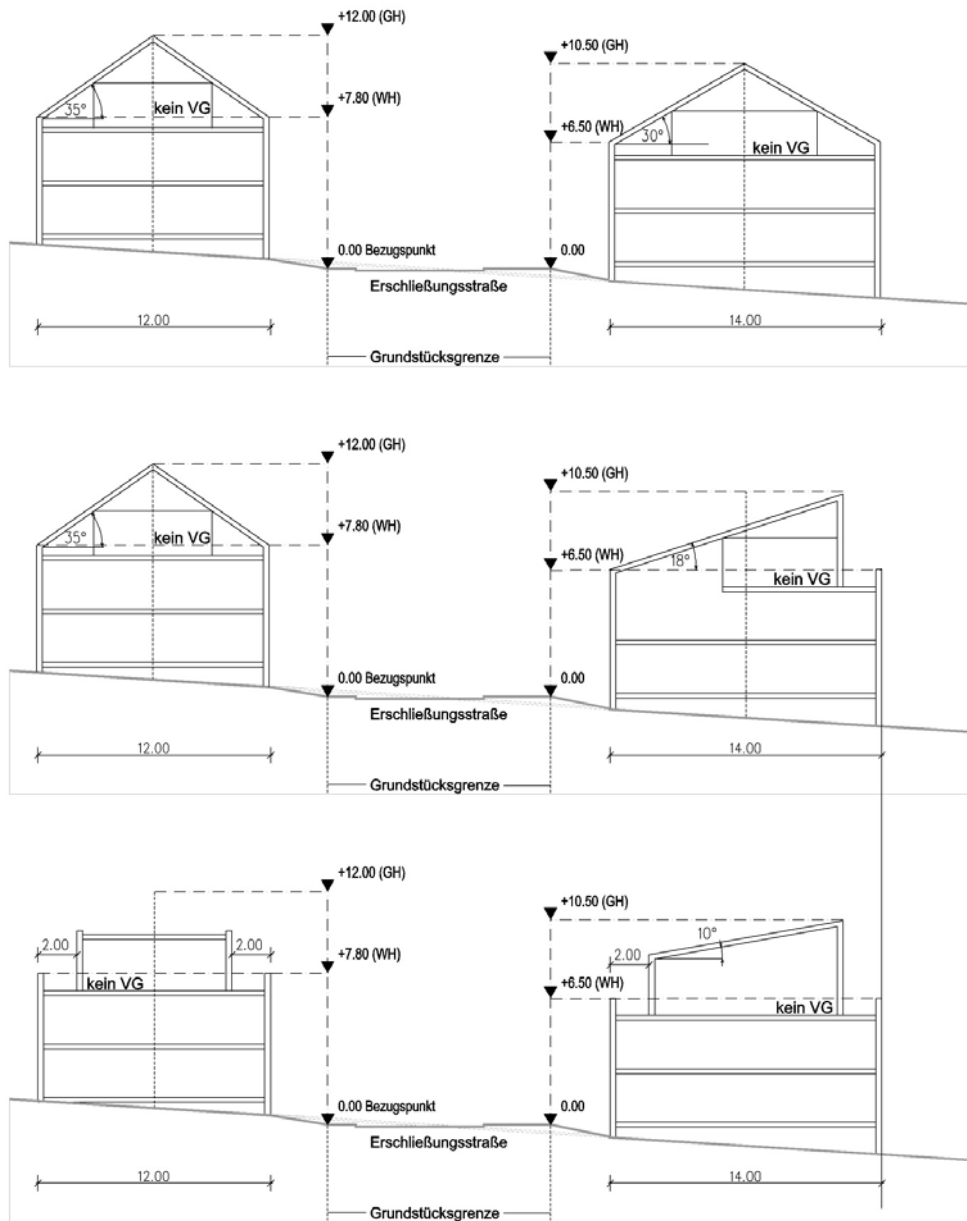 +12.00 (GH)
+10.50 (GH)
35°
kein VG
+7.80 (WH)
+6.50 (WH)
30°
kein VG
0.00 Bezugspunkt
0.00
Erschließungsstraße
12.00
14.00
Grundstücksgrenze
+12.00 (GH)
+10.50 (GH)
35°
kein VG
+7.80 (WH)
+6.50 (WH)
18°
kein VG
0.00 Bezugspunkt
0.00
Erschließungsstraße
12.00
14.00
Grundstücksgrenze
+12.00 (GH)
+10.50 (GH)
2.00
2.00
+7.80 (WH)
10°
2.00
kein VG
+6.50 (WH)
kein VG
0.00 Bezugspunkt
0.00
Erschließungsstraße
12.00
14.00
Grundstücksgrenze